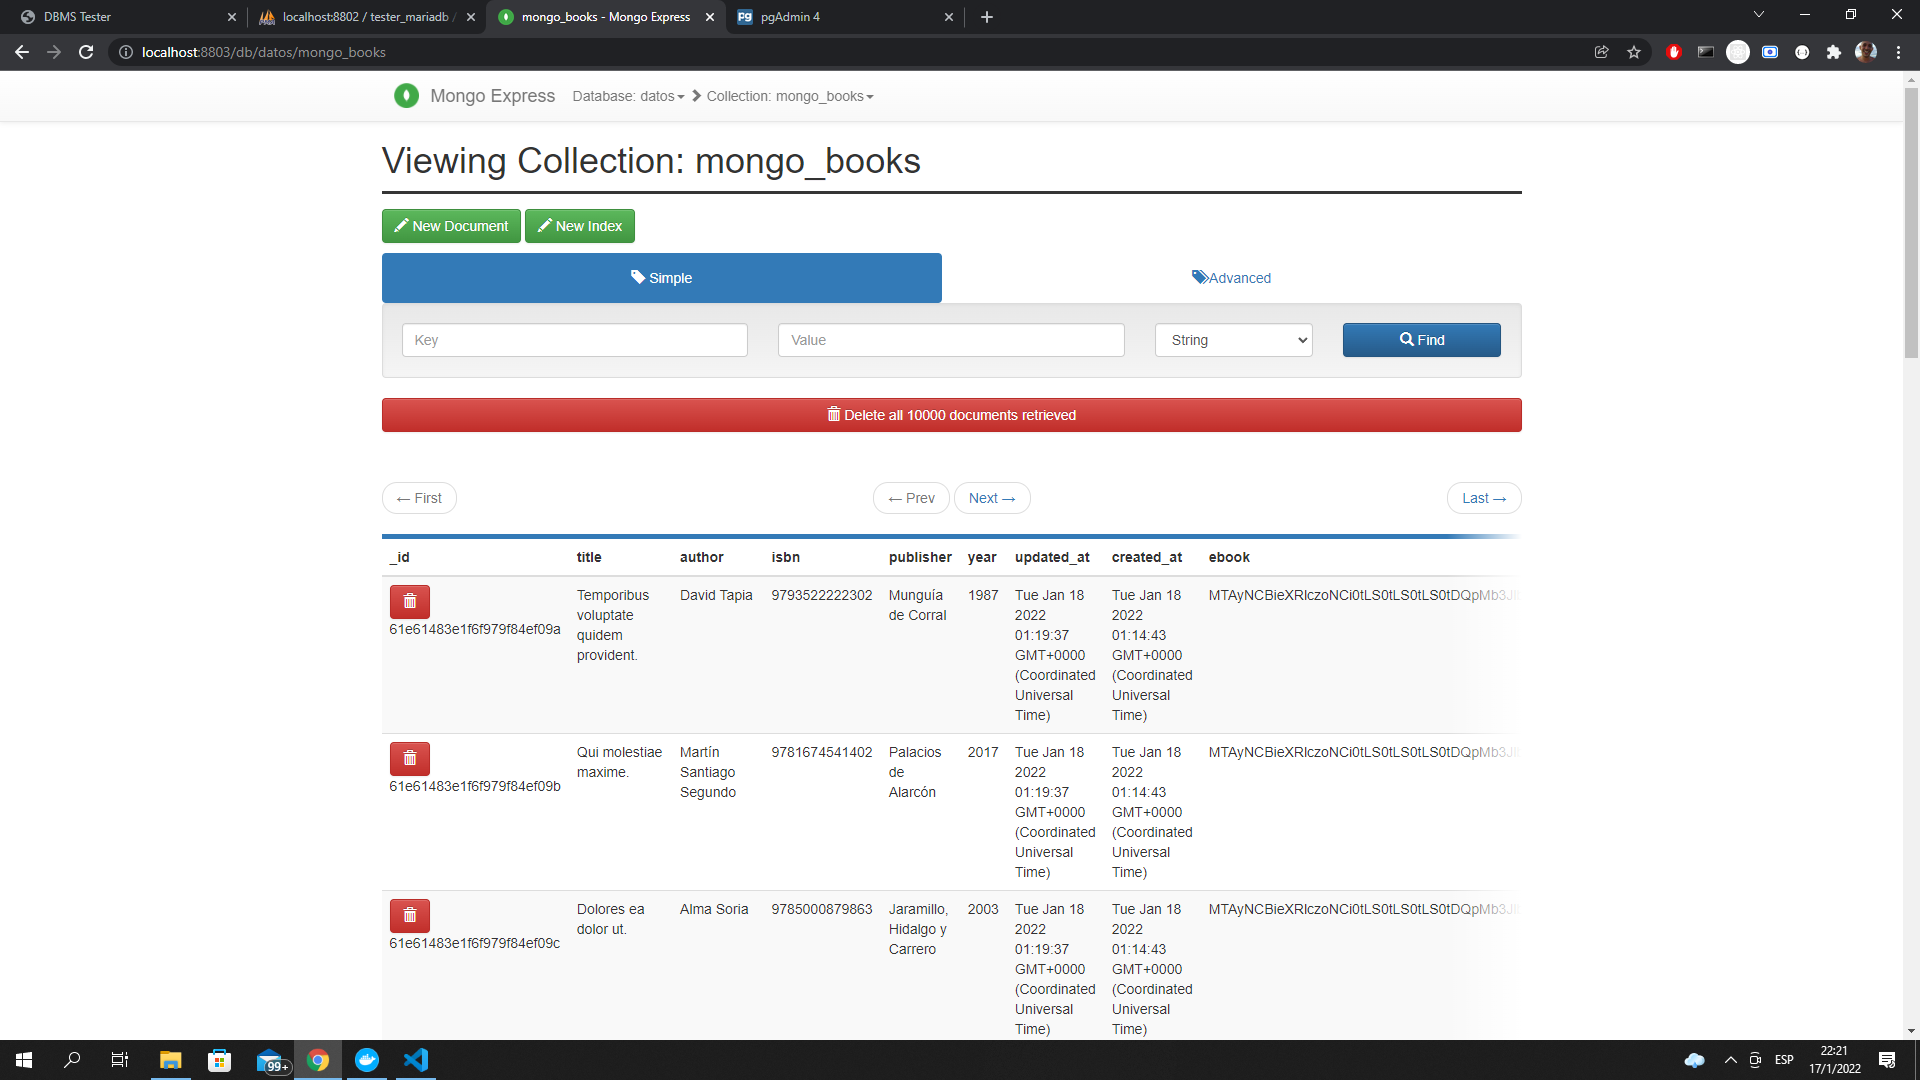 DBMS Tester
localhost:8802 / tester_mariadb /
mongo_books - Mongo Express
pgAdmin 4
localhost:8803/db/datos/mongo_books
Mongo Express Database: datos Collection: mongo_books
Viewing Collection: mongo_books
New Document New Index
Simple Advanced
Key Value String Find
Delete all 10000 documents retrieved
← First ← Prev Next → Last →
_id title author isbn publisher year updated_at created_at ebook
61e61483e1f6f979f84ef09a
Temporibus
voluptate
quidem
provident.
David Tapia
9793522222302
Munguía
de Corral
1987
Tue Jan 18
2022
01:19:37
GMT+0000
(Coordinated
Universal
Time)
Tue Jan 18
2022
01:14:43
GMT+0000
(Coordinated
Universal
Time)
MTAyNCBieXRlczoNCi0tLS0tLS0tLS0tDQpMb3J
61e61483e1f6f979f84ef09b
Qui molestiae
maxime.
Martín
Santiago
Segundo
9781674541402
Palacios
de
Alarcón
2017
Tue Jan 18
2022
01:19:37
GMT+0000
(Coordinated
Universal
Time)
Tue Jan 18
2022
01:14:43
GMT+0000
(Coordinated
Universal
Time)
MTAyNCBieXRlczoNCi0tLS0tLS0tLS0tDQpMb3J
61e61483e1f6f979f84ef09c
Dolores ea
dolor ut.
Alma Soria
9785000879863
Jaramillo,
Hidalgo y
Carrero
2003
Tue Jan 18
2022
01:19:37
GMT+0000
(Coordinated
Universal
Time)
Tue Jan 18
2022
01:14:43
GMT+0000
(Coordinated
Universal
Time)
MTAyNCBieXRlczoNCi0tLS0tLS0tLS0tDQpMb3J
99+
ESP
22:21
17/1/2022